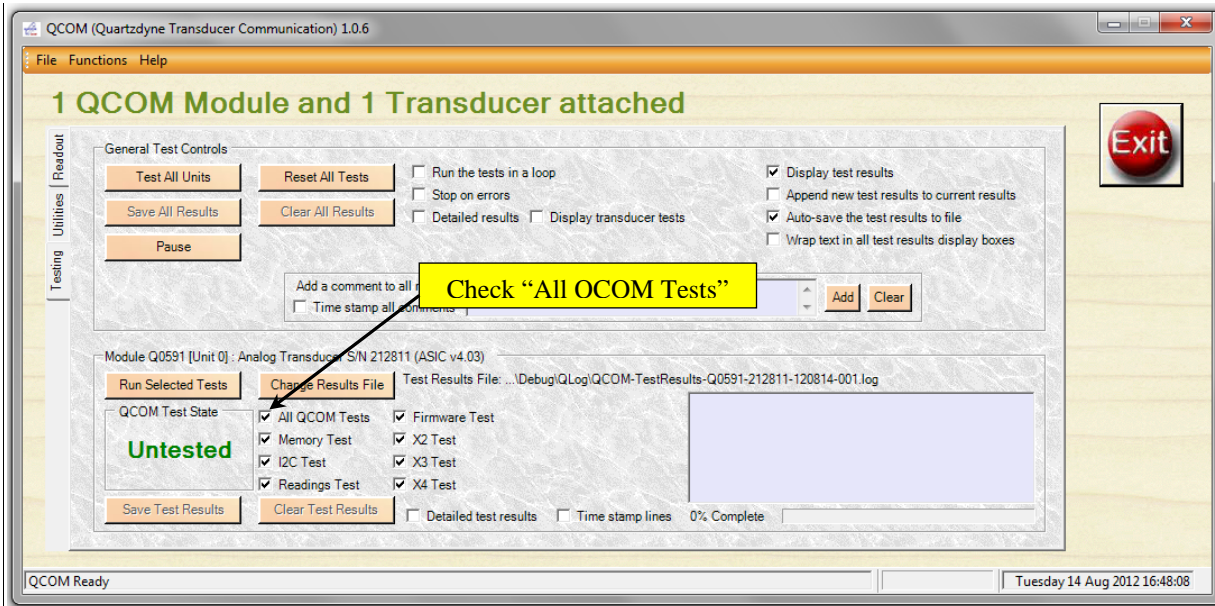 QCOM (Quartzdyne Transducer Communication) 1.0.6
File Functions Help
1 QCOM Module and 1 Transducer attached
Exit
Readout
Utilities
Testing
General Test Controls
Test All Units
Reset All Tests
Save All Results
Clear All Results
Pause
Run the tests in a loop
Stop on errors
Detailed results
Display transducer tests
Display test results
Append new test results to current results
Auto-save the test results to file
Wrap text in all test results display boxes
Add a comment to all
Time stamp all comments
Check “All OCOM Tests”
Add
Clear
Module Q0591 [Unit 0] : Analog Transducer S/N 212811 (ASIC v4.03)
Run Selected Tests
Change Results File
Test Results File: ...\Debug\QLog\QCOM-TestResults-Q0591-212811-120814-001.log
QCOM Test State
Untested
All QCOM Tests
Memory Test
I2C Test
Readings Test
Firmware Test
X2 Test
X3 Test
X4 Test
Save Test Results
Clear Test Results
Detailed test results
Time stamp lines
0% Complete
QCOM Ready
Tuesday 14 Aug 2012 16:48:08